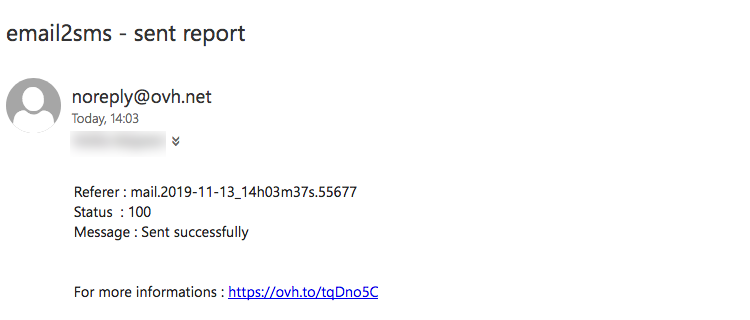 email2sms - sent report
noreply@ovh.net
Today, 14:03
Referer : mail.2019-11-13_14h03m37s.55677
Status : 100
Message : Sent successfully
For more informations : https://ovh.to/tqDno5C